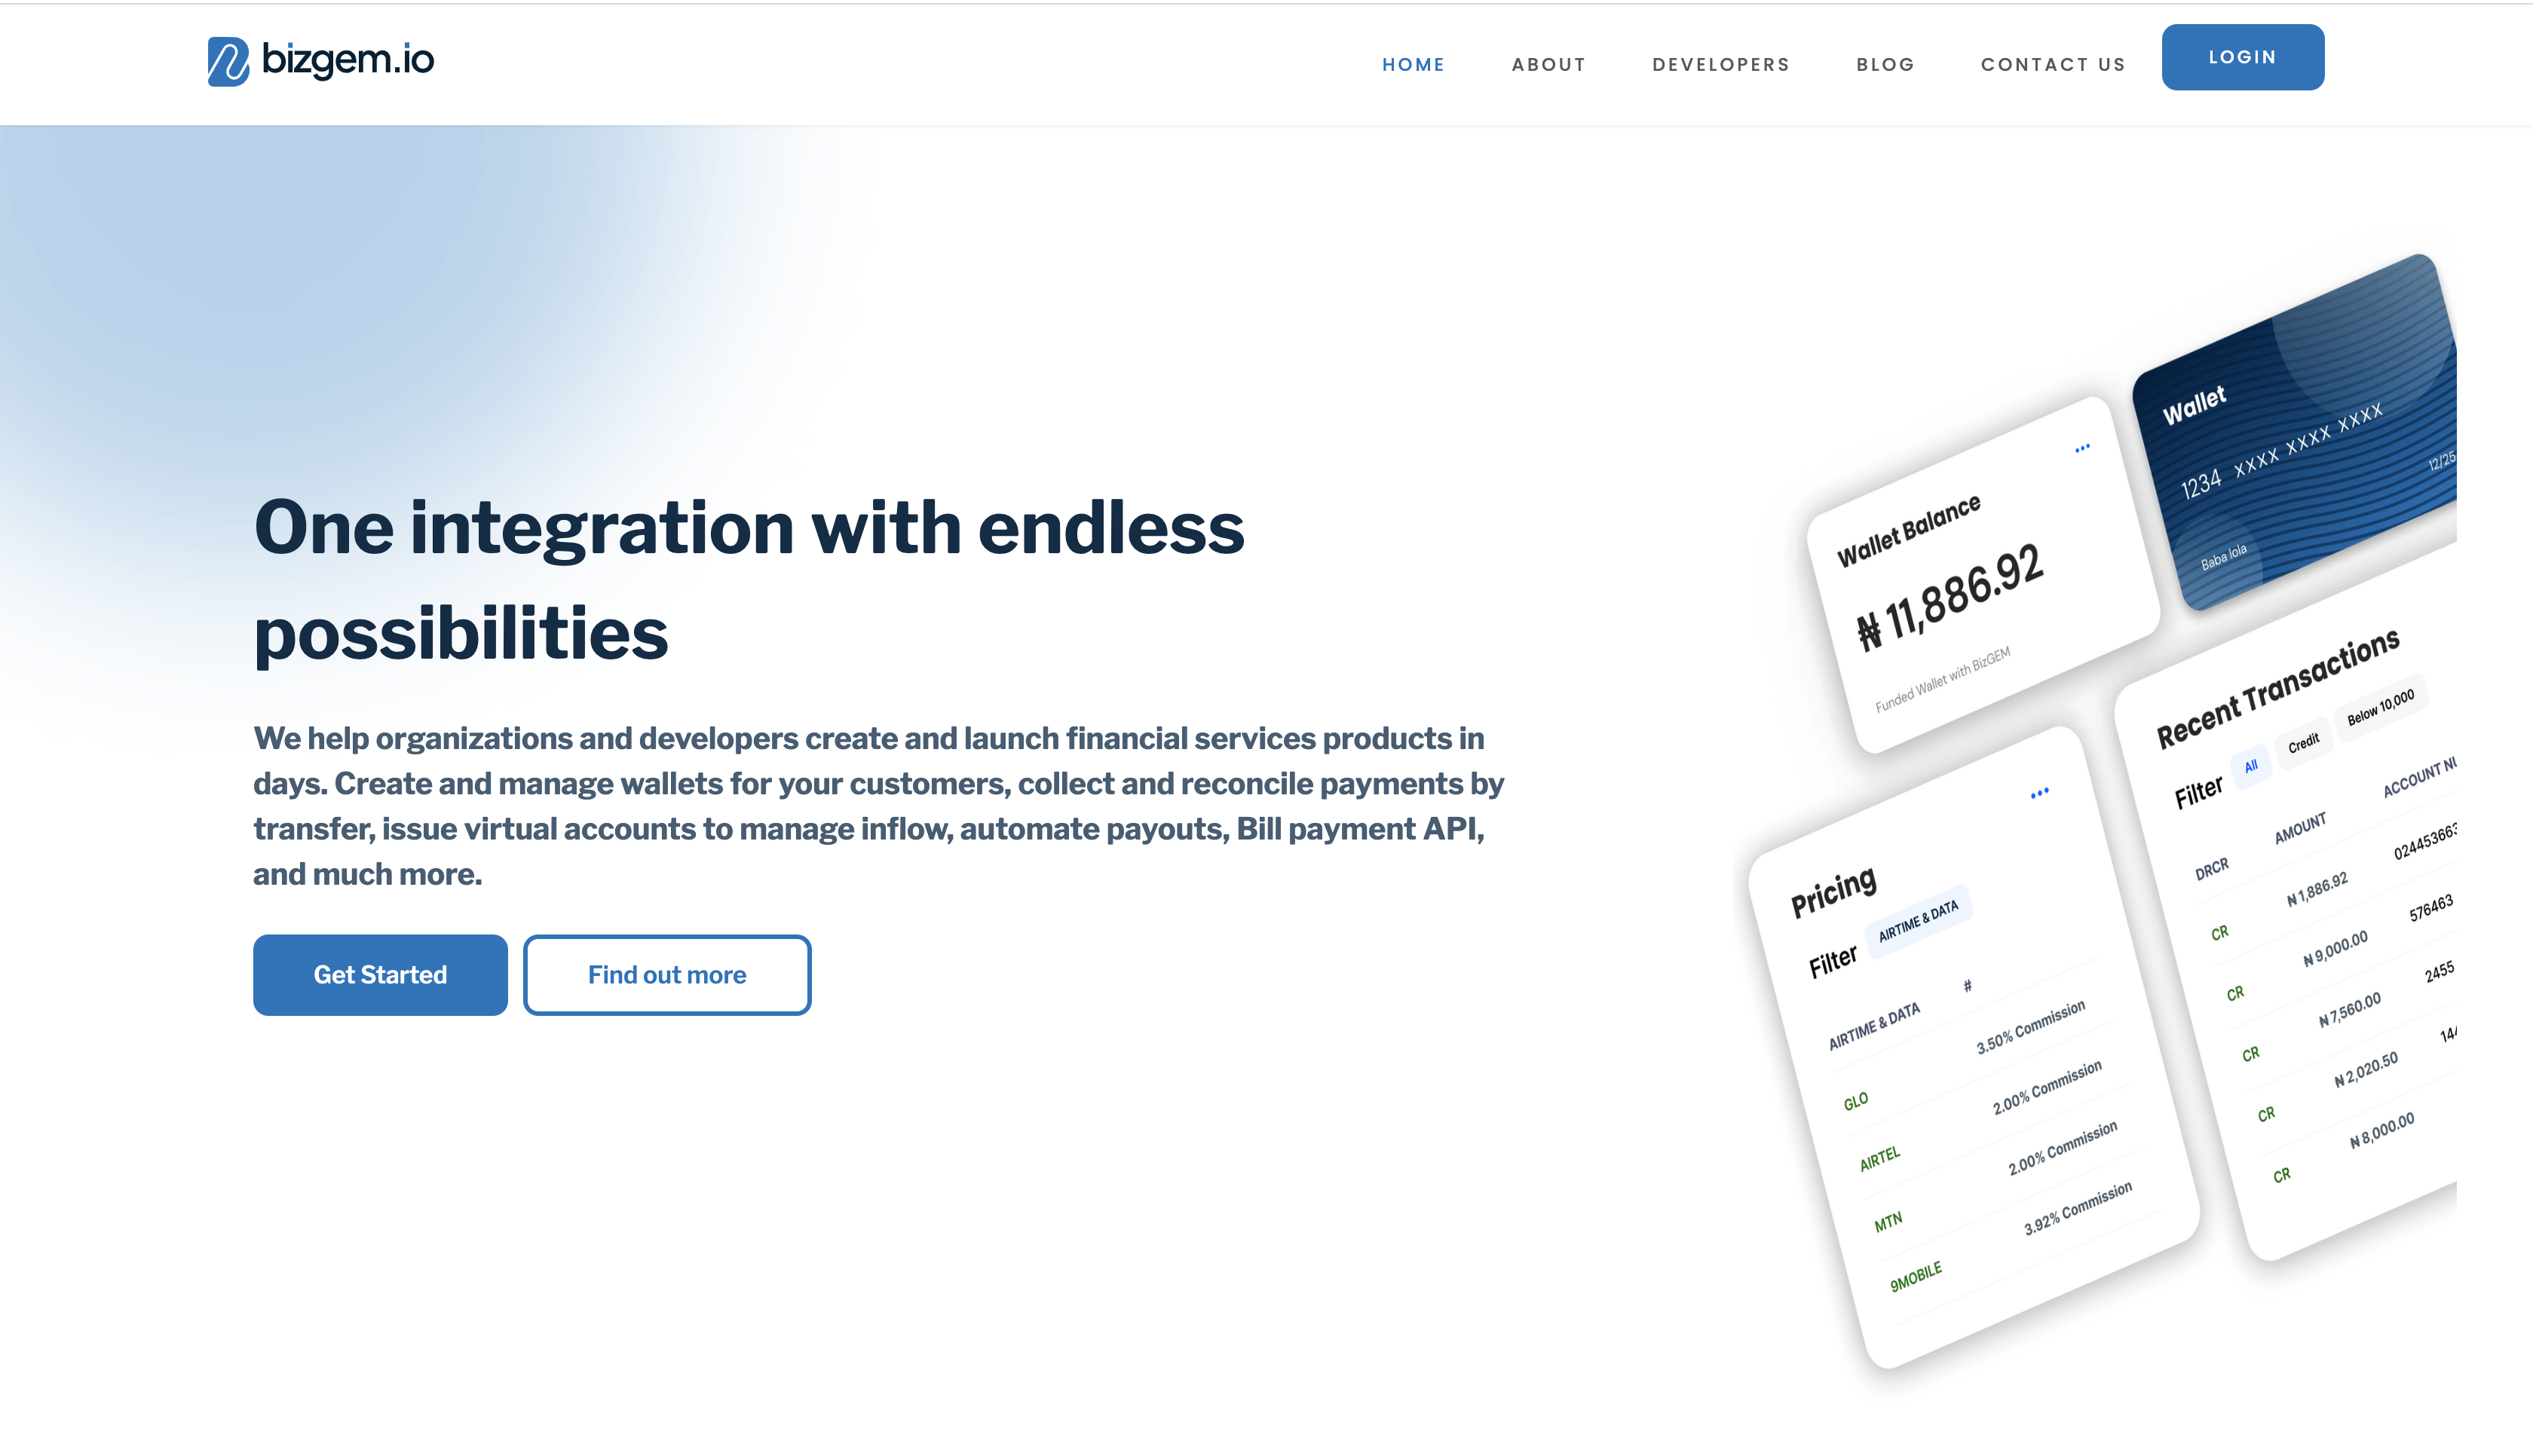 bizgem.io
HOME
ABOUT
DEVELOPERS
BLOG
CONTACT US
LOGIN
One integration with endless
possibilities
We help organizations and developers create and launch financial services products in
days. Create and manage wallets for your customers, collect and reconcile payments by
transfer, issue virtual accounts to manage inflow, automate payouts, Bill payment API,
and much more.
Get Started
Find out more
Wallet
1234 XXXX XXXX XXXX
12/25
Baba lola
Wallet Balance
₦ 11,886.92
Funded Wallet with BizGEM
Recent Transactions
Filter All Credit Below 10,000
DRCR AMOUNT ACCOUNT
CR ₦ 1,886.92 024453663
CR ₦ 9,000.00 576463
CR ₦ 7,560.00 2455
CR ₦ 2,020.50 144
CR ₦ 8,000.00
Pricing
Filter AIRTIME & DATA
AIRTIME & DATA #
GLO 3.50% Commission
AIRTEL 2.00% Commission
MTN 2.00% Commission
9MOBILE 3.92% Commission